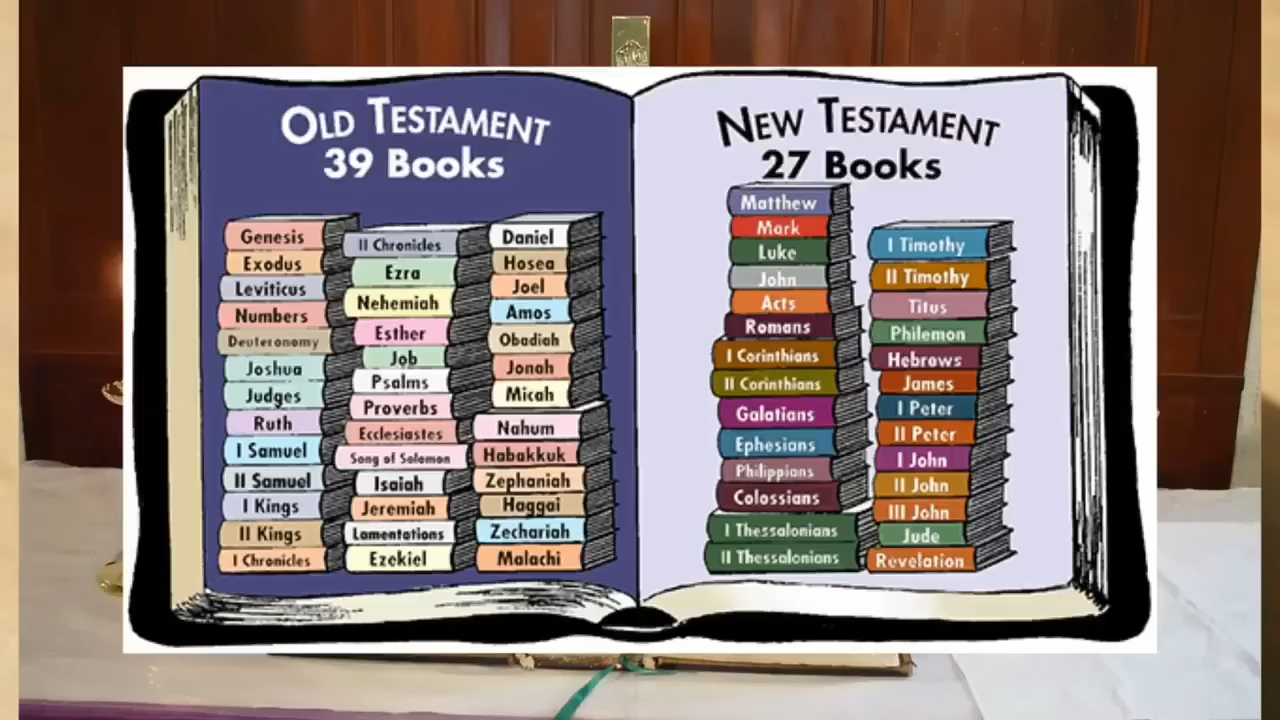 OLD TESTAMENT
39 Books
Genesis
Exodus
Leviticus
Numbers
Deuteronomy
Joshua
Judges
Ruth
I Samuel
II Samuel
I Kings
II Kings
I Chronicles
II Chronicles
Ezra
Nehemiah
Esther
Job
Psalms
Proverbs
Ecclesiastes
Song of Solomon
Isaiah
Jeremiah
Lamentations
Ezekiel
Daniel
Hosea
Joel
Amos
Obadiah
Jonah
Micah
Nahum
Habakkuk
Zephaniah
Haggai
Zechariah
Malachi
NEW TESTAMENT
27 Books
Matthew
Mark
Luke
John
Acts
Romans
I Corinthians
II Corinthians
Galatians
Ephesians
Philippians
Colossians
I Thessalonians
II Thessalonians
I Timothy
II Timothy
Titus
Philemon
Hebrews
James
I Peter
II Peter
I John
II John
III John
Jude
Revelation